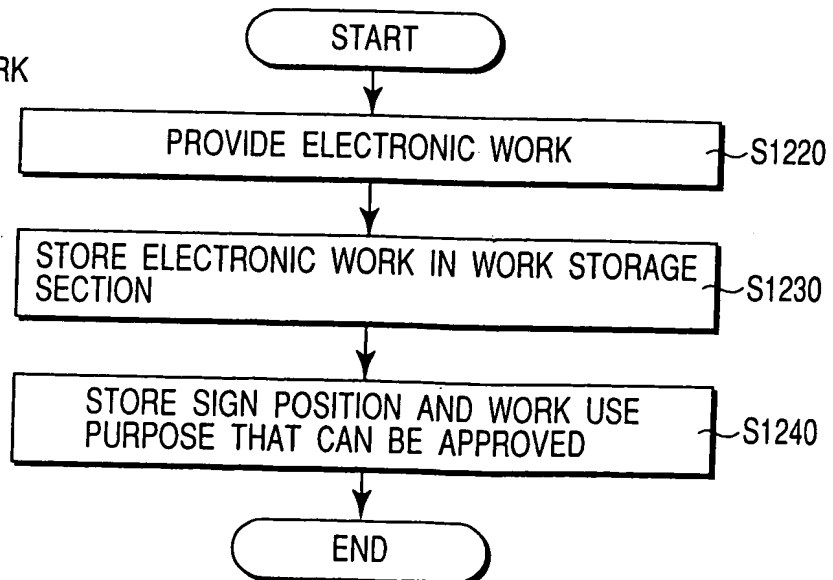 START
RK
PROVIDE ELECTRONIC WORK
S1220
STORE ELECTRONIC WORK IN WORK STORAGE
SECTION
S1230
STORE SIGN POSITION AND WORK USE
PURPOSE THAT CAN BE APPROVED
S1240
END